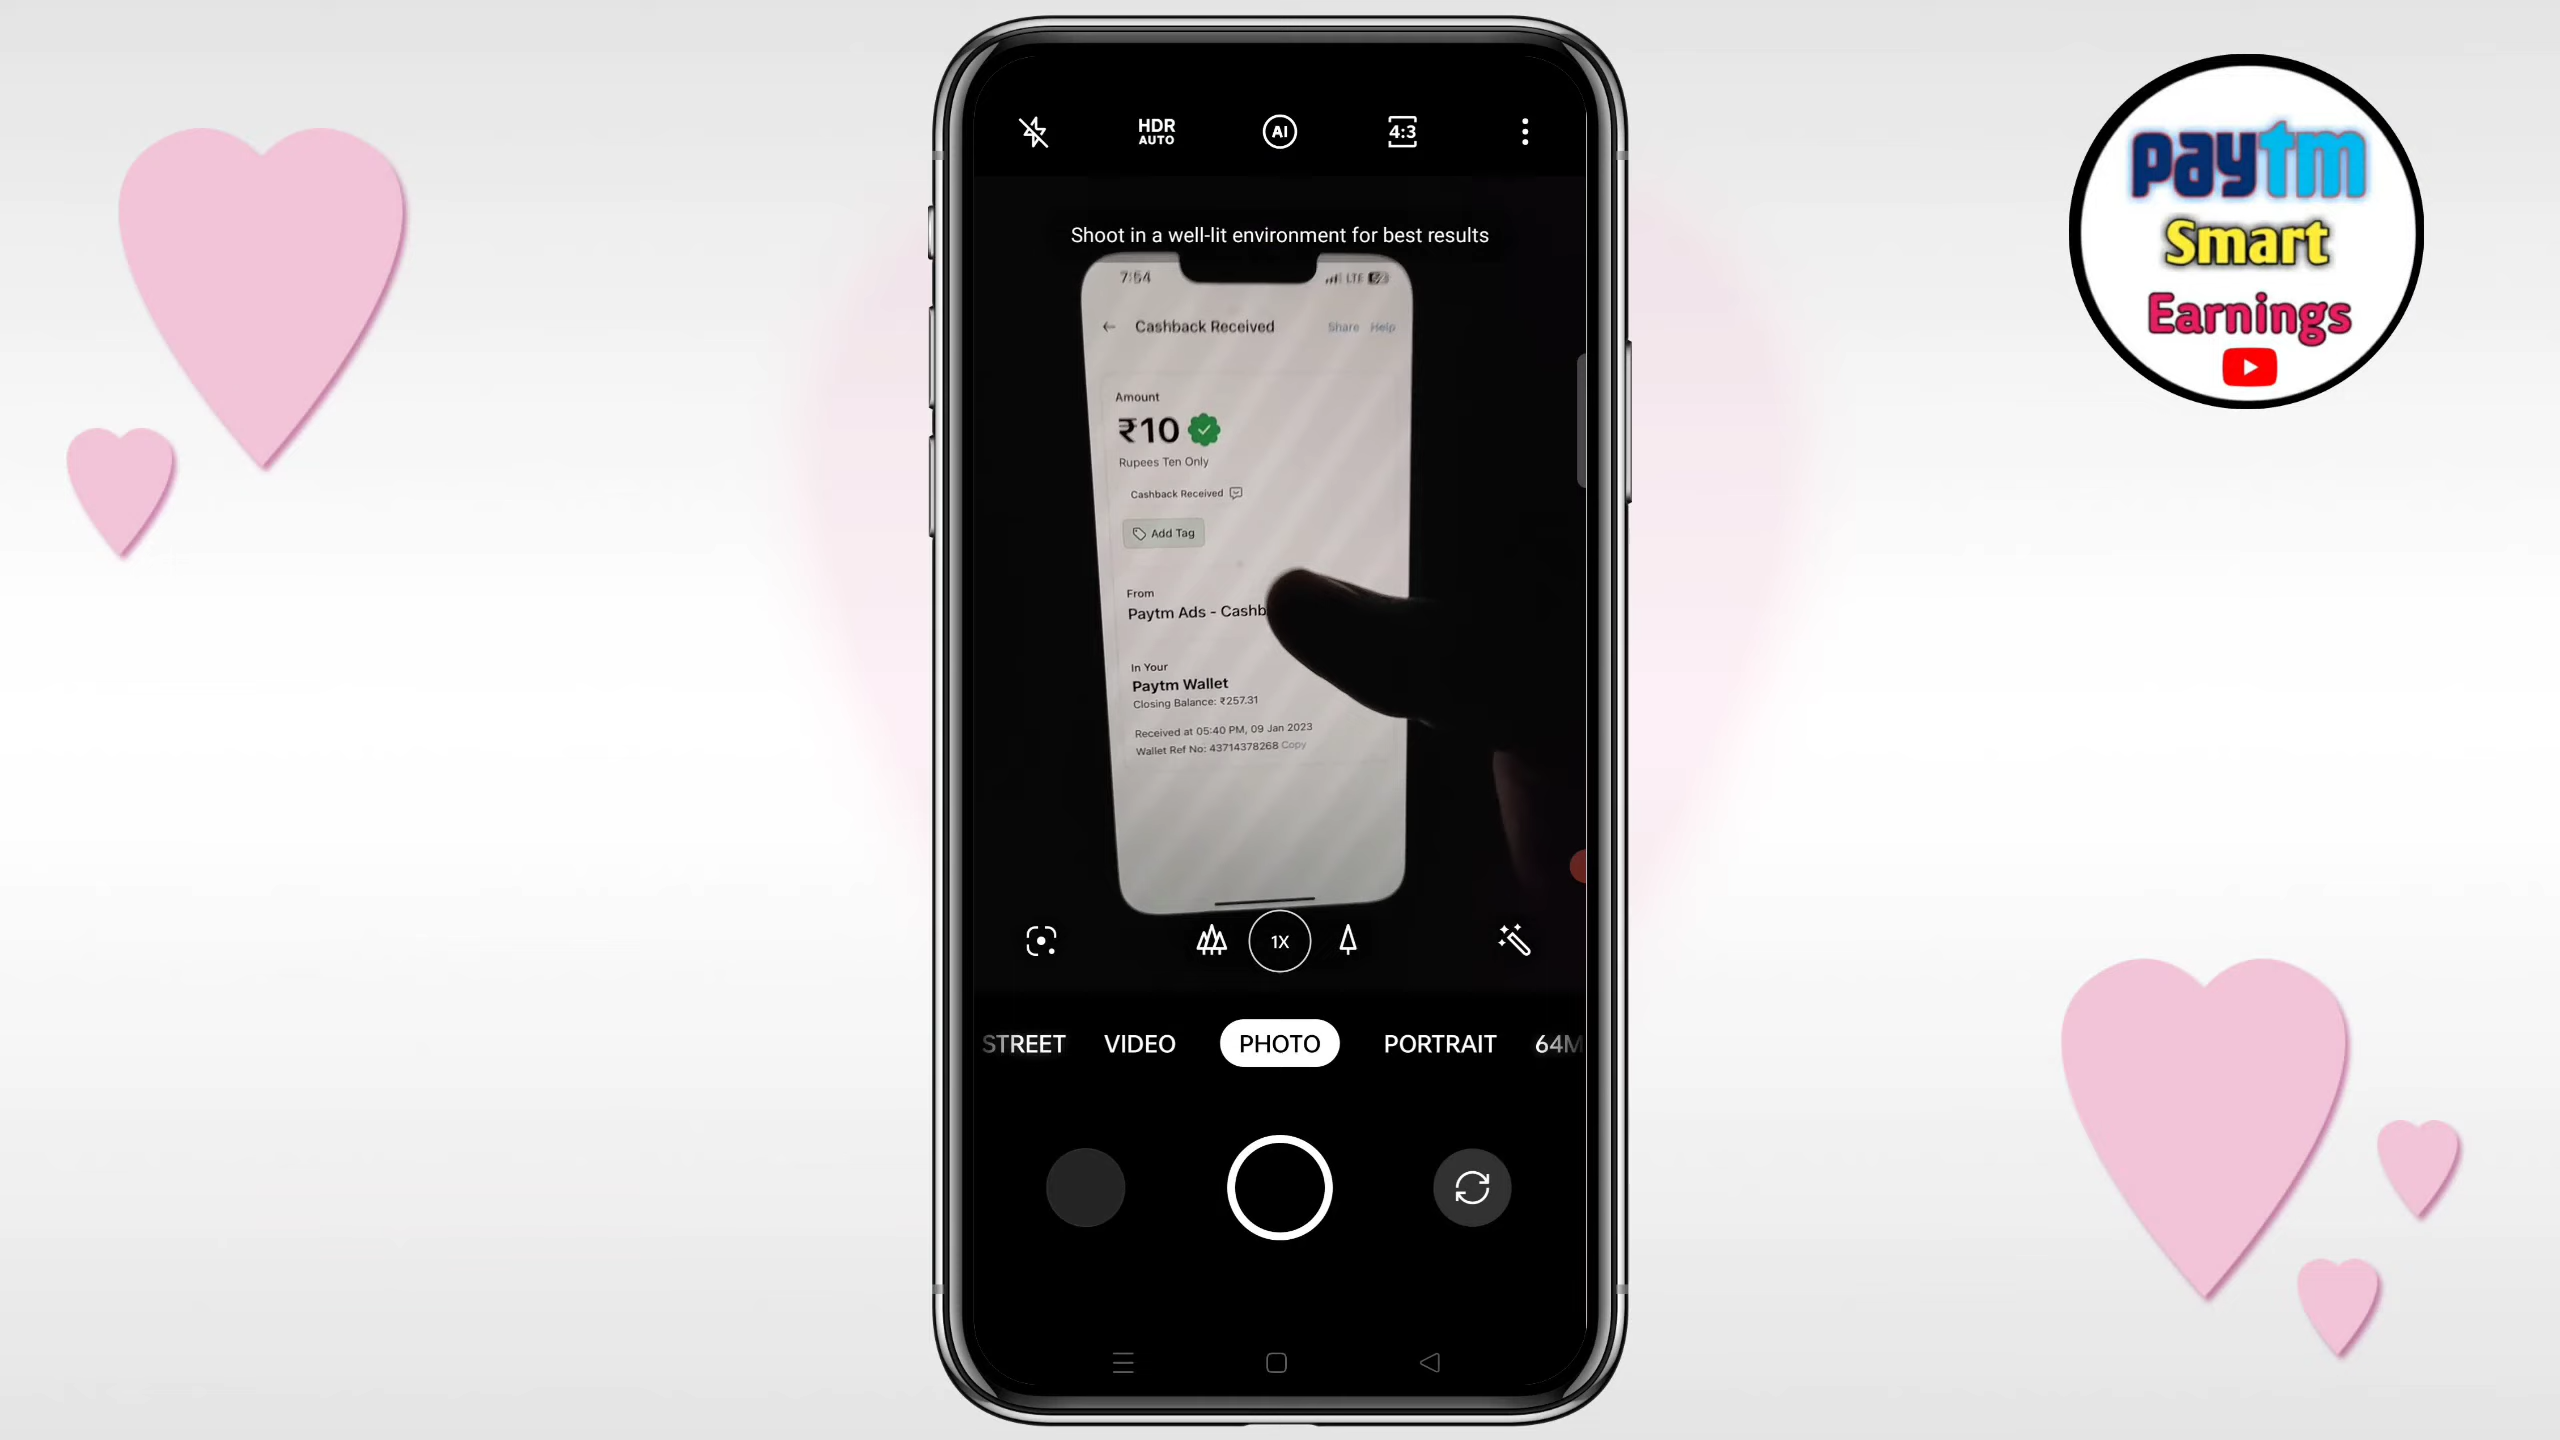 HDR
AUTO
AI
4:3
Shoot in a well-lit environment for best results
7:54
LTE
Cashback Received
Share Help
Amount
₹10
Rupees Ten Only
Cashback Received
Add Tag
From
Paytm Ads - Cashb
In Your
Paytm Wallet
Closing Balance: ₹257.31
Received at 05:40 PM, 09 Jan 2023
Wallet Ref No: 43714378268 Copy
1X
STREET VIDEO PHOTO PORTRAIT 64M
paytm
Smart
Earnings